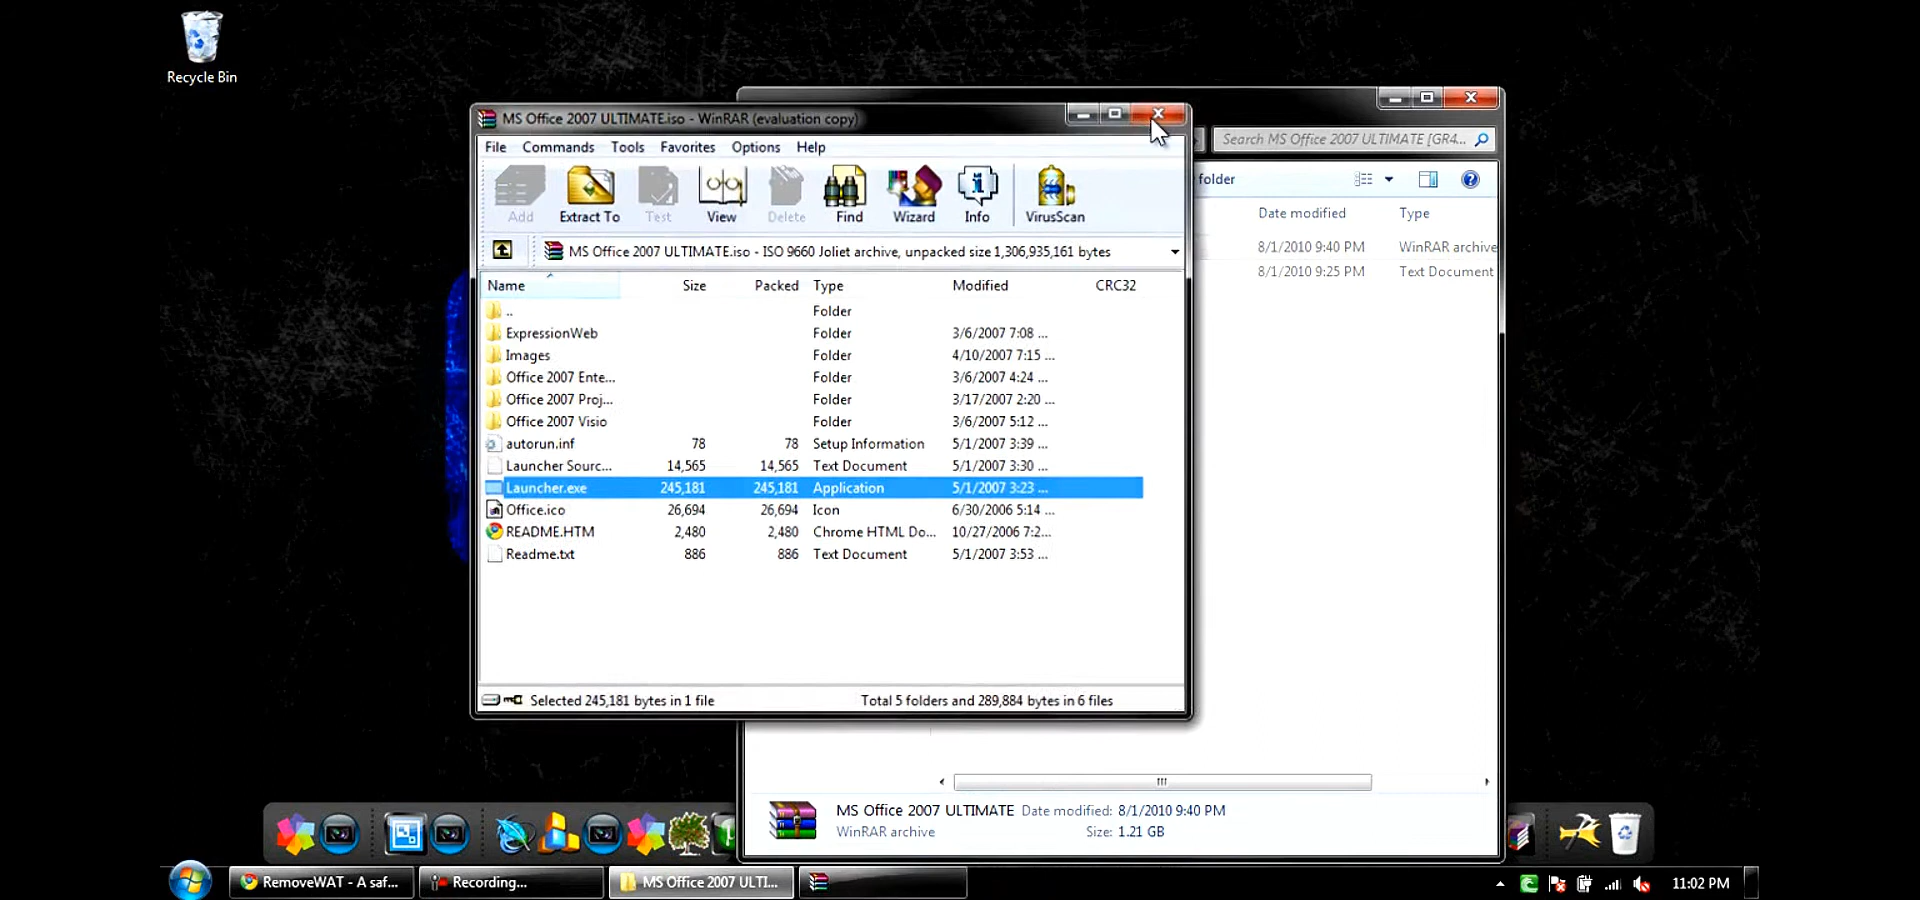 Recycle Bin
MS Office 2007 ULTIMATE.iso - WinRAR (evaluation copy)
File Commands Tools Favorites Options Help
Add Extract To Test View Delete Find Wizard Info VirusScan
MS Office 2007 ULTIMATE.iso - ISO 9660 Joliet archive, unpacked size 1,306,935,161 bytes
Name Size Packed Type Modified CRC32
.. Folder
ExpressionWeb Folder 3/6/2007 7:08 ...
Images Folder 4/10/2007 7:15 ...
Office 2007 Ente... Folder 3/6/2007 4:24 ...
Office 2007 Proj... Folder 3/17/2007 2:20 ...
Office 2007 Visio Folder 3/6/2007 5:12 ...
autorun.inf 78 78 Setup Information 5/1/2007 3:39 ...
Launcher Sourc... 14,565 14,565 Text Document 5/1/2007 3:30 ...
Launcher.exe 245,181 245,181 Application 5/1/2007 3:23 ...
Office.ico 26,694 26,694 Icon 6/30/2006 5:14 ...
README.HTM 2,480 2,480 Chrome HTML Do... 10/27/2006 7:2...
Readme.txt 886 886 Text Document 5/1/2007 3:53 ...
Selected 245,181 bytes in 1 file Total 5 folders and 289,884 bytes in 6 files
Search MS Office 2007 ULTIMATE [GR4...
folder
Date modified Type
8/1/2010 9:40 PM WinRAR archive
8/1/2010 9:25 PM Text Document
MS Office 2007 ULTIMATE Date modified: 8/1/2010 9:40 PM
WinRAR archive Size: 1.21 GB
RemoveWAT - A saf... Recording... MS Office 2007 ULTI... 11:02 PM